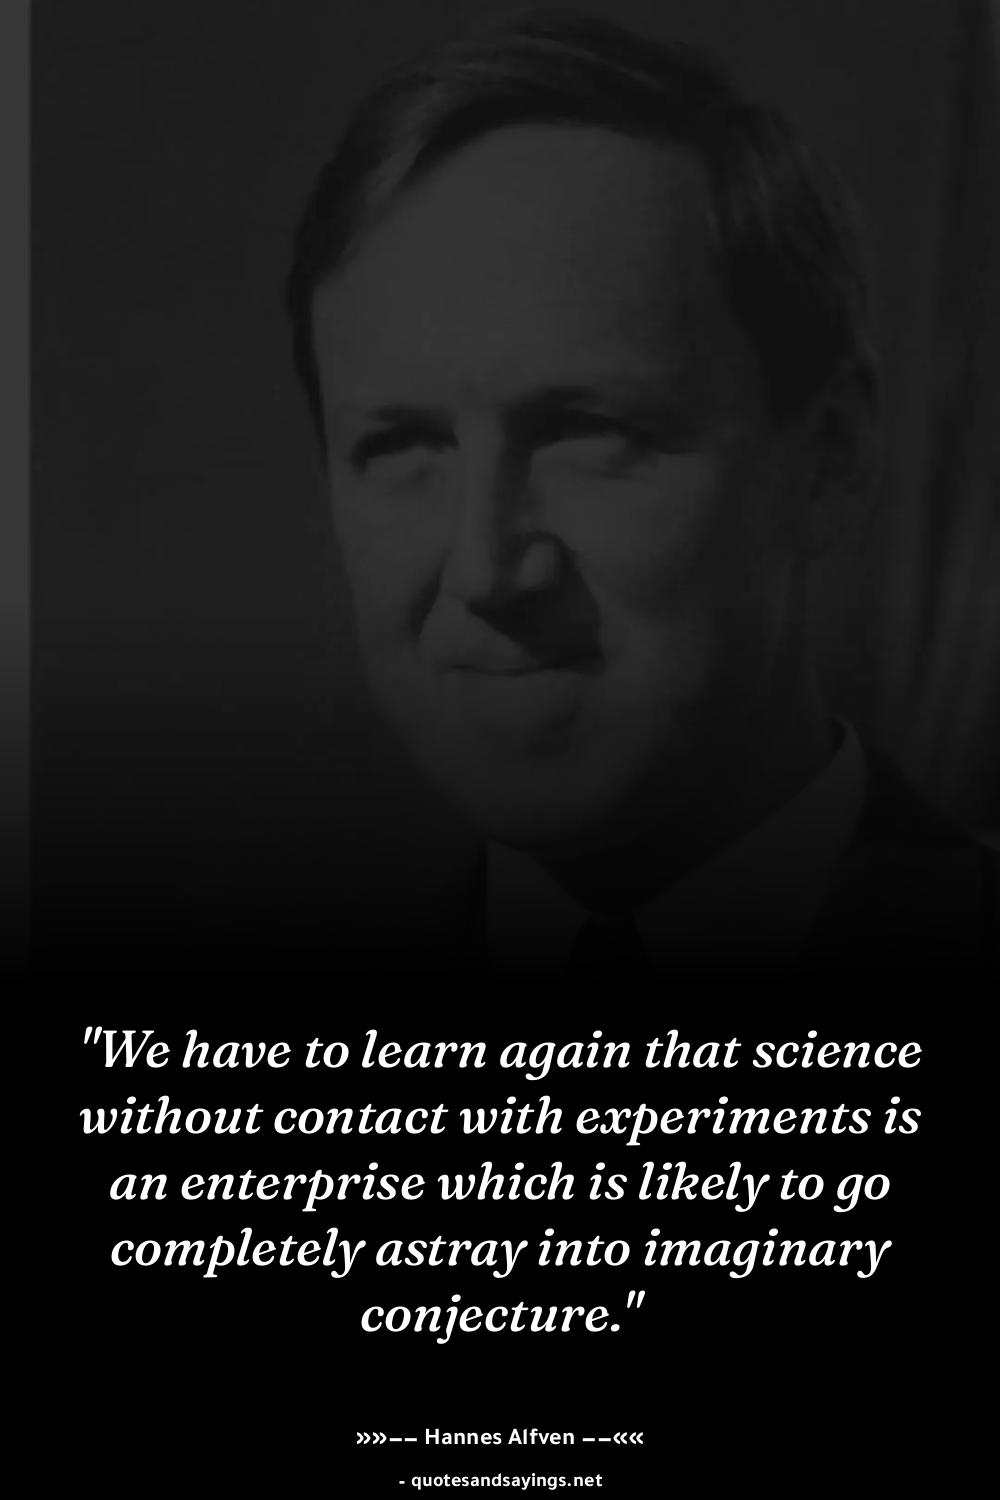 "We have to learn again that science
without contact with experiments is
an enterprise which is likely to go
completely astray into imaginary
conjecture."
»»−− Hannes Alfven −−««
- quotesandsayings.net